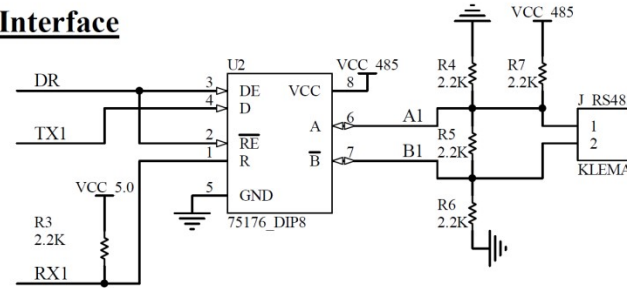 Interface
VCC_485
U2
VCC_485
R4
2.2K
R7
2.2K
DR
3
DE
VCC
8
J_RS48
4
D
TX1
A
6
A1
1
2
2
RE
R5
2.2K
1
R
B
7
B1
KLEMA
VCC_5.0
5
GND
R6
2.2K
R3
2.2K
75176_DIP8
RX1